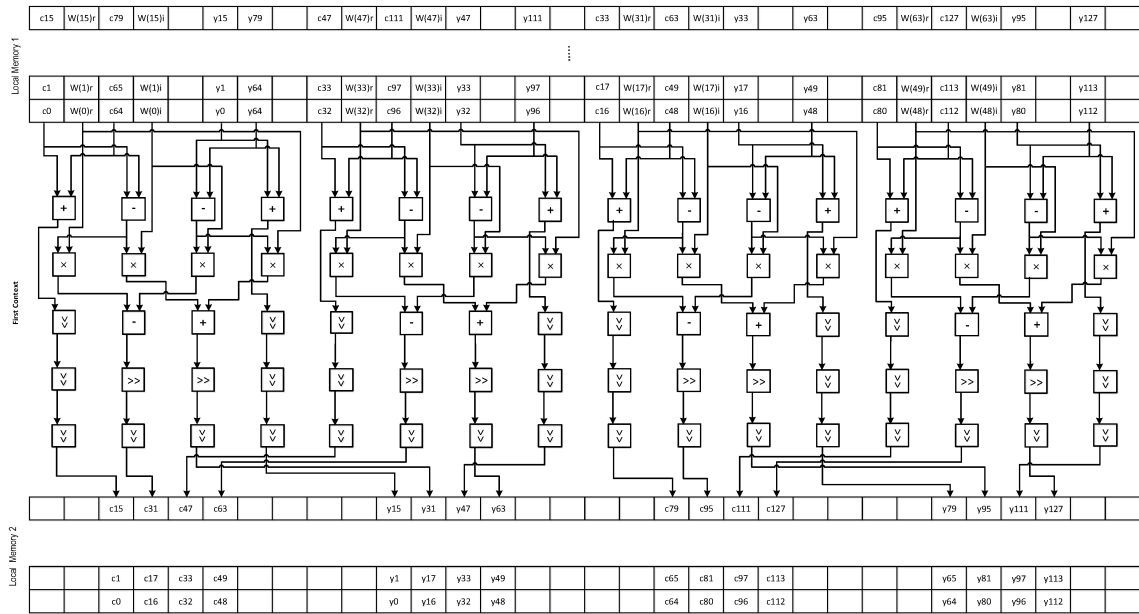 c15 W(15)r c79 W(15)i y15 y79 c47 W(47)r c111 W(47)i y47 y111 c33 W(31)r c63 W(31)i y33 y63 c95 W(63)r c127 W(63)i y95 y127
Local Memory 1
......
c1 W(1)r c65 W(1)i y1 y64 c33 W(33)r c97 W(33)i y33 y97 c17 W(17)r c49 W(17)i y17 y49 c81 W(49)r c113 W(49)i y81 y113
c0 W(0)r c64 W(0)i y0 y64 c32 W(32)r c96 W(32)i y32 y96 c16 W(16)r c48 W(16)i y16 y48 c80 W(48)r c112 W(48)i y80 y112
+ - - + + - - + + - - + + - - +
× × × × × × × × × × × × × × × ×
First Context
>> - + >> >> - + >> >> - + >> >> - + >>
>> >> >> >> >> >> >> >> >> >> >> >> >> >> >> >>
>> >> >> >> >> >> >> >> >> >> >> >> >> >> >> >>
c15 c31 c47 c63 y15 y31 y47 y63 c79 c95 c111 c127 y79 y95 y111 y127
Local Memory 2
c1 c17 c33 c49 y1 y17 y33 y49 c65 c81 c97 c113 y65 y81 y97 y113
c0 c16 c32 c48 y0 y16 y32 y48 c64 c80 c96 c112 y64 y80 y96 y112